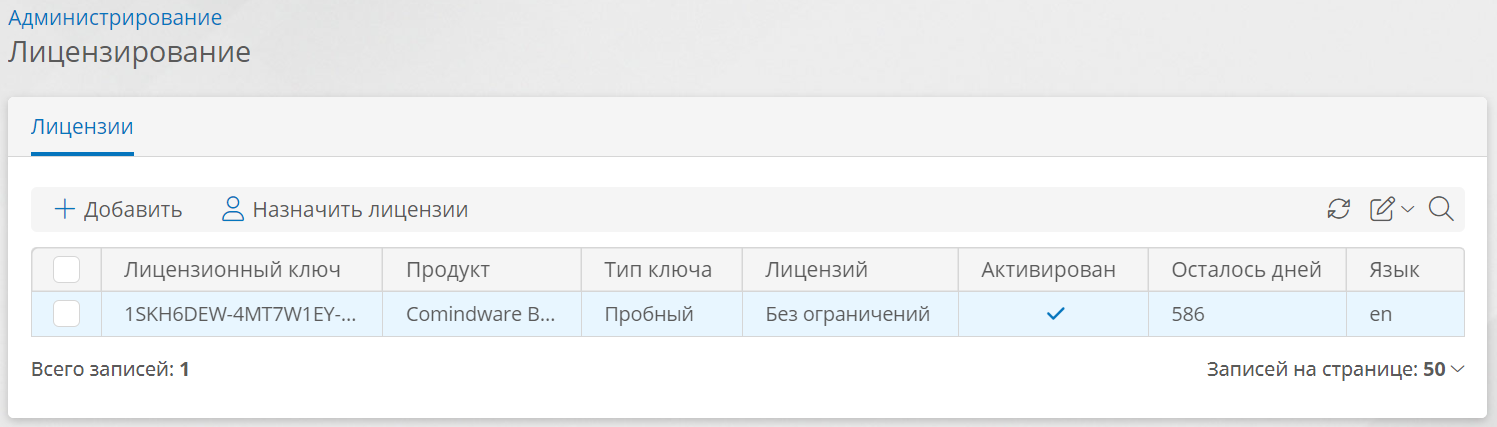 Администрирование
Лицензирование
Лицензии
Добавить Назначить лицензии
Лицензионный ключ Продукт Тип ключа Лицензий Активирован Осталось дней Язык
1SKH6DEW-4MT7W1EY-... Comindware B... Пробный Без ограничений 586 en
Всего записей: 1 Записей на странице: 50